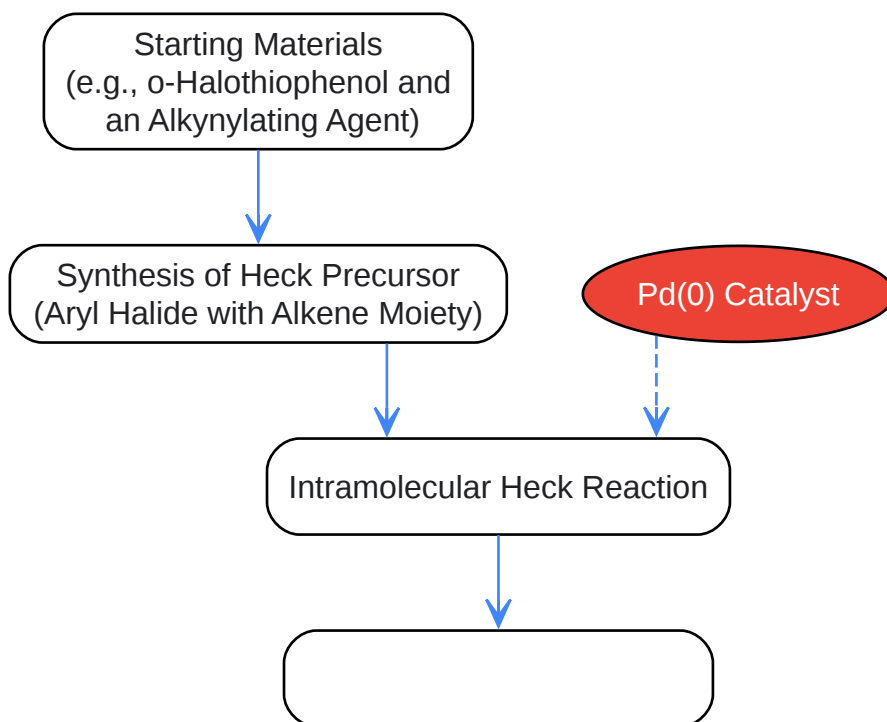 Starting Materials
(e.g., o-Halothiophenol and
an Alkynylating Agent)
Synthesis of Heck Precursor
(Aryl Halide with Alkene Moiety)
Pd(0) Catalyst
Intramolecular Heck Reaction